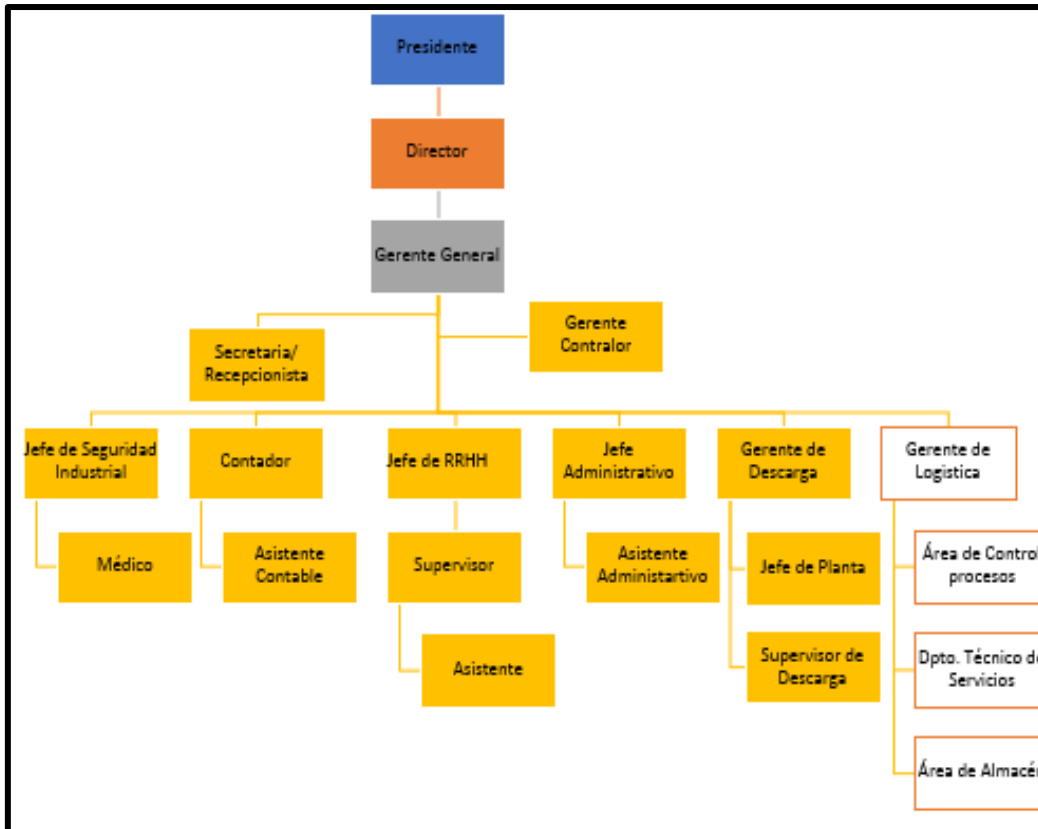 Presidente
Director
Gerente General
Gerente
Contralor
Secretaria/
Recepcionista
Jefe de Seguridad
Industrial
Contador
Jefe de RRHH
Jefe
Administrativo
Gerente de
Descarga
Gerente de
Logistica
Médico
Asistente
Contable
Supervisor
Asistente
Administartivo
Jefe de Planta
Área de Control
procesos
Asistente
Supervisor de
Descarga
Dpto. Técnico de
Servicios
Área de Almacén